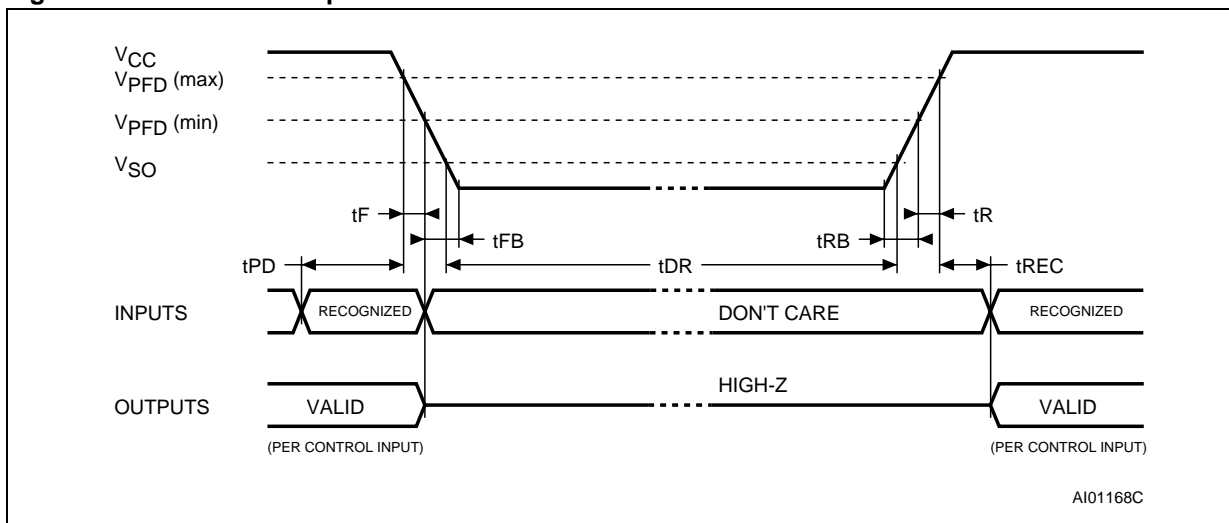 VCC
VPFD (max)
VPFD (min)
VSO
tF
tFB
tRB
tR
tPD
tDR
tREC
INPUTS
RECOGNIZED
DON'T CARE
RECOGNIZED
HIGH-Z
OUTPUTS
VALID
VALID
(PER CONTROL INPUT)
(PER CONTROL INPUT)
AI01168C